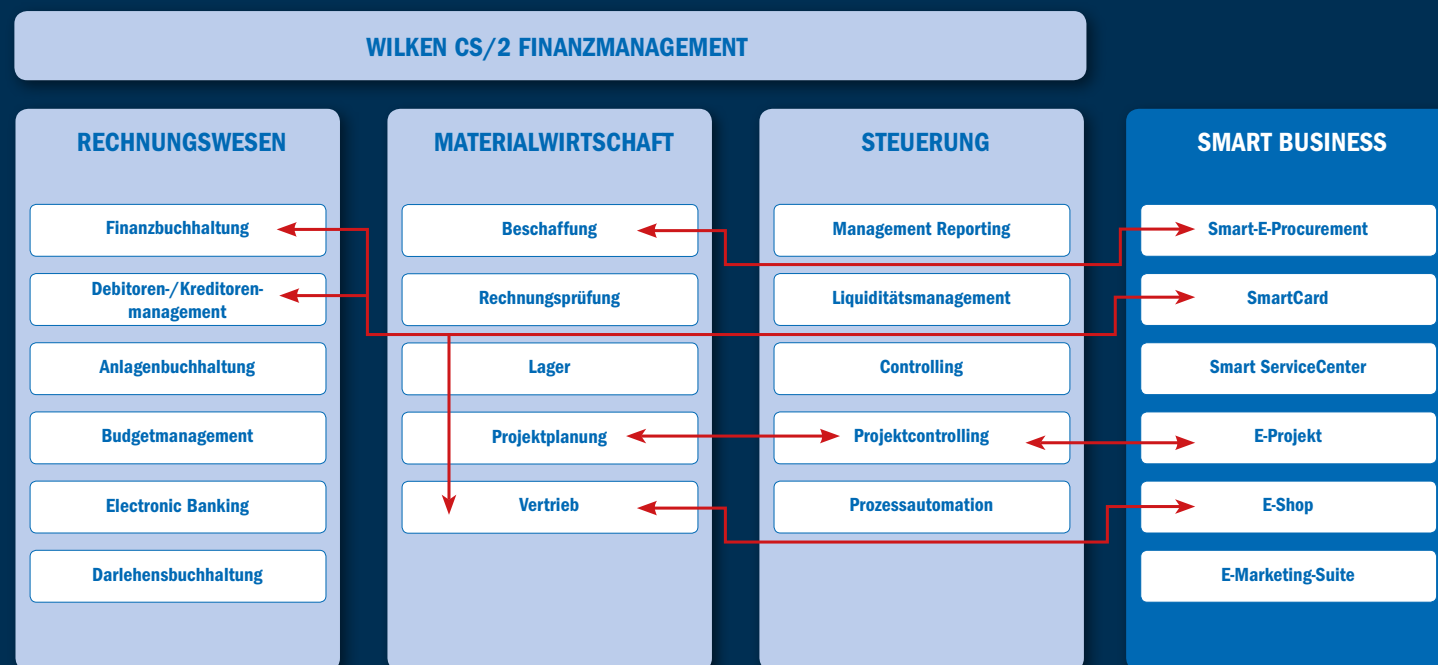 WILKEN CS/2 FINANZMANAGEMENT
RECHNUNGSWESEN
Finanzbuchhaltung
Debitoren-/Kreditoren-
management
Anlagenbuchhaltung
Budgetmanagement
Electronic Banking
Darlehensbuchhaltung
MATERIALWIRTSCHAFT
Beschaffung
Rechnungsprüfung
Lager
Projektplanung
Vertrieb
STEUERUNG
Management Reporting
Liquiditätsmanagement
Controlling
Projektcontrolling
Prozessautomation
SMART BUSINESS
Smart-E-Procurement
SmartCard
Smart ServiceCenter
E-Projekt
E-Shop
E-Marketing-Suite